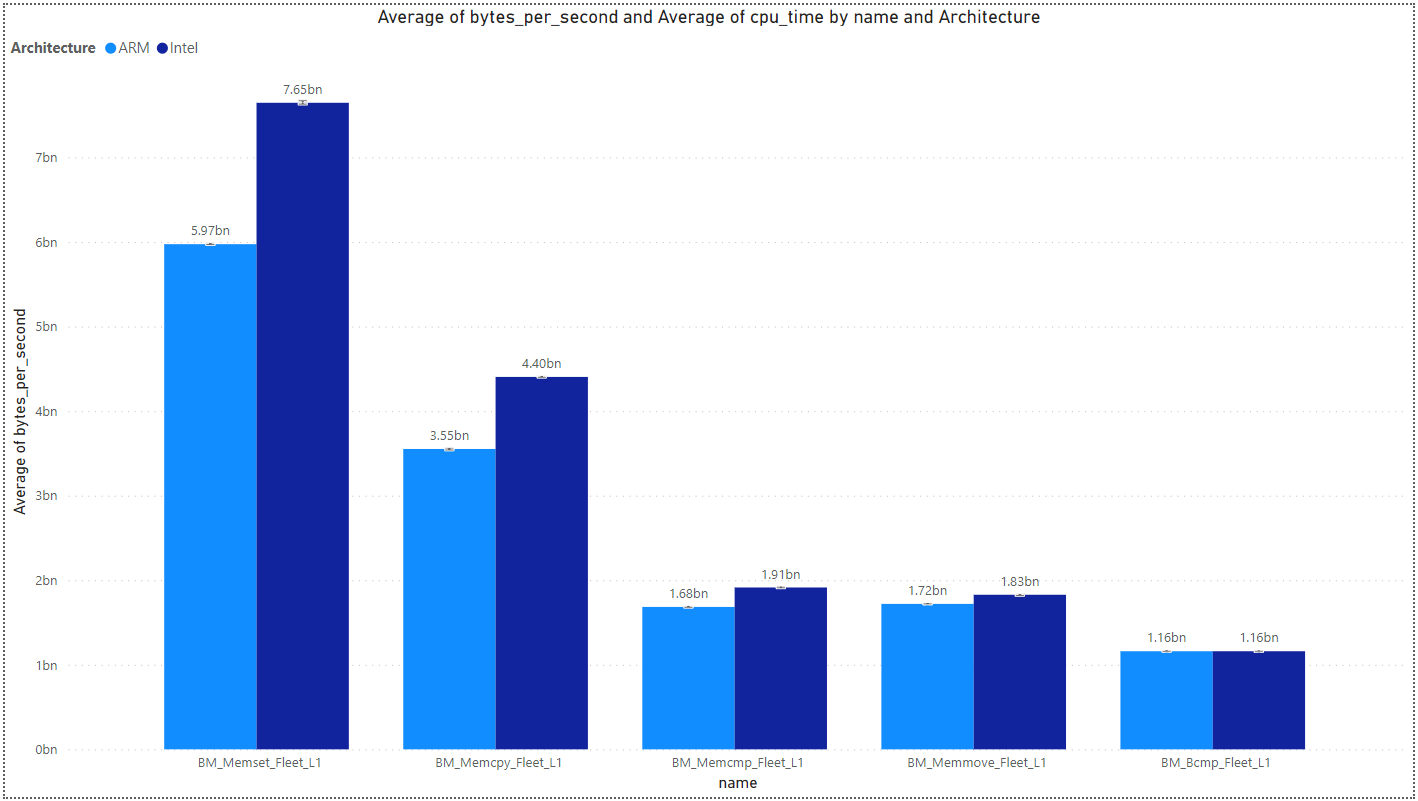 Average of bytes_per_second and Average of cpu_time by name and Architecture
Architecture ARM Intel
7.65bn
7bn
6bn
5.97bn
5bn
4.40bn
4bn
3.55bn
3bn
2bn
1.68bn
1.91bn
1.72bn
1.83bn
1.16bn
1.16bn
1bn
0bn
Average of bytes_per_second
BM_Memset_Fleet_L1 BM_Memcpy_Fleet_L1 BM_Memcmp_Fleet_L1 BM_Memmove_Fleet_L1 BM_Bcmp_Fleet_L1
name